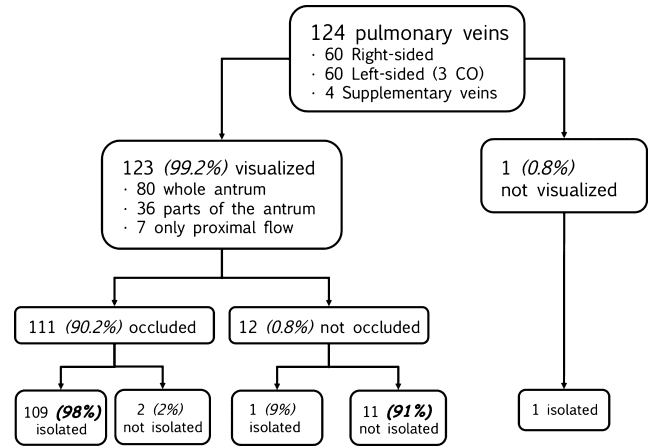 124 pulmonary veins
· 60 Right-sided
· 60 Left-sided (3 CO)
· 4 Supplementary veins
123 (99.2%) visualized
· 80 whole antrum
· 36 parts of the antrum
· 7 only proximal flow
1 (0.8%)
not visualized
111 (90.2%) occluded
12 (0.8%) not occluded
109 (98%)
isolated
2 (2%)
not isolated
1 (9%)
isolated
11 (91%)
not isolated
1 isolated